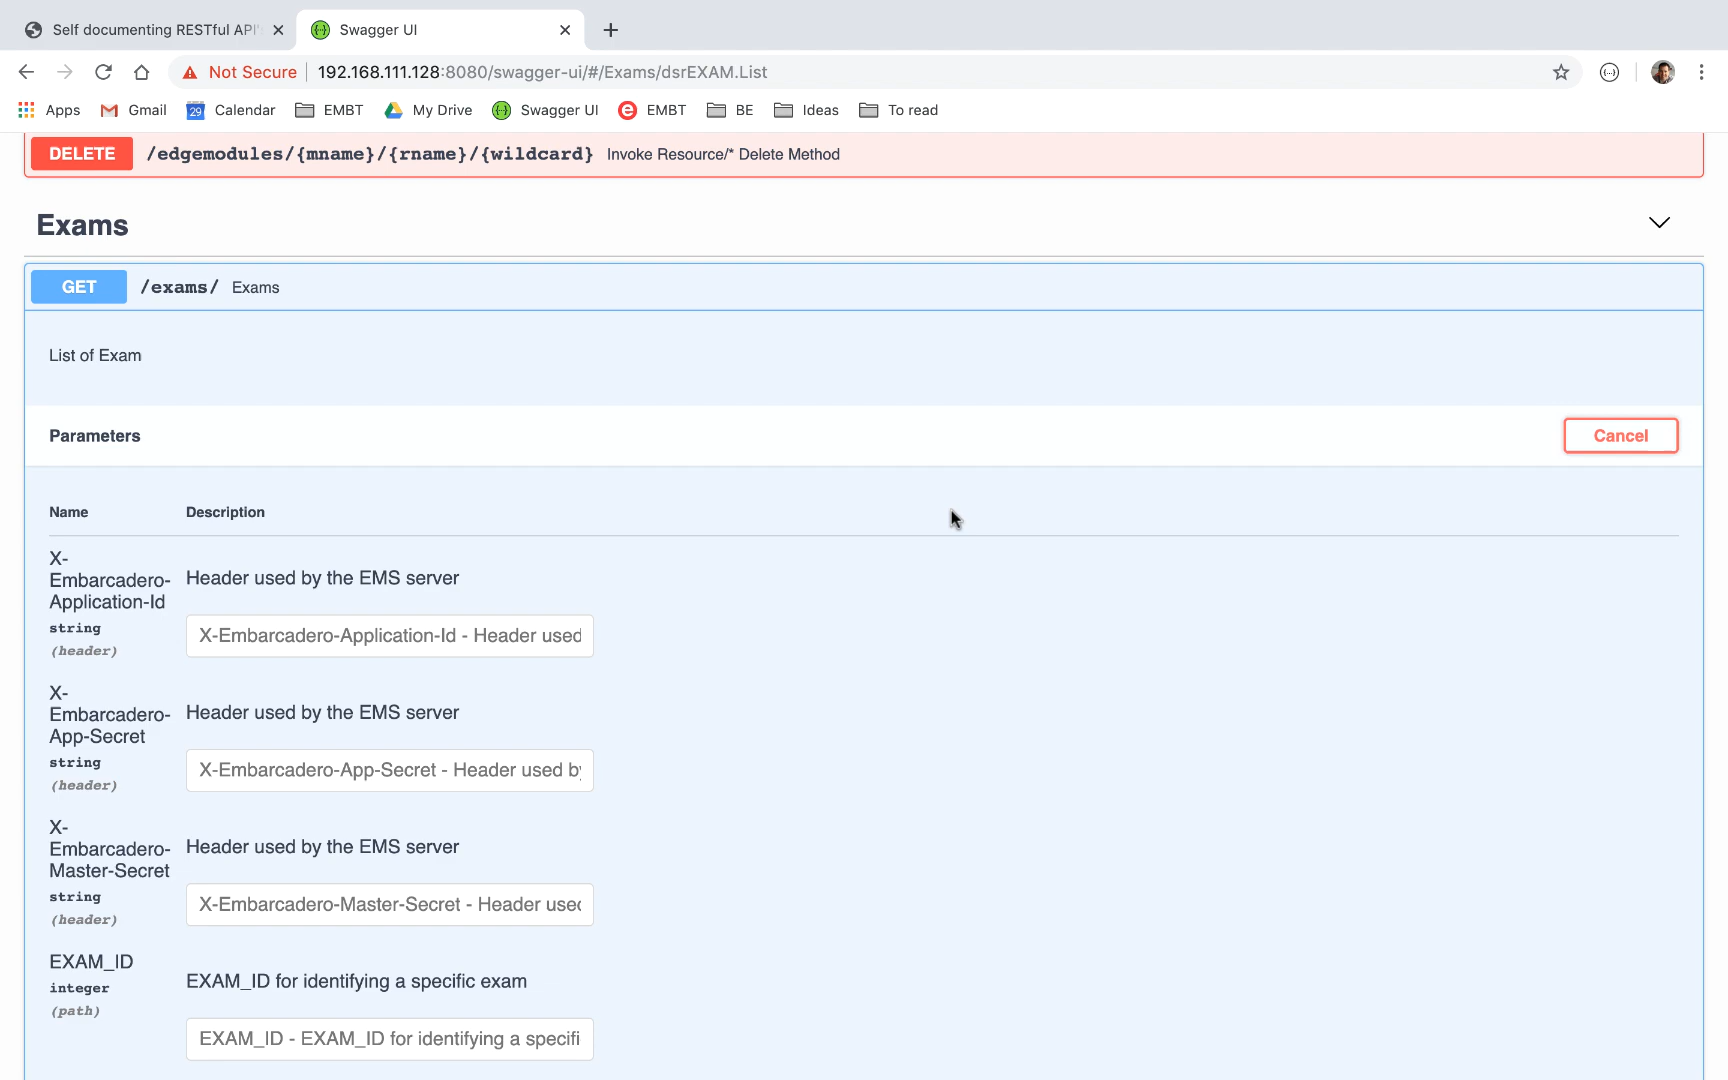 Self documenting RESTful API'
Swagger UI
Not Secure
192.168.111.128:8080/swagger-ui/#/Exams/dsrEXAM.List
Apps
Gmail
29
Calendar
EMBT
My Drive
Swagger UI
EMBT
BE
Ideas
To read
DELETE /edgemodules/{mname}/{rname}/{wildcard} Invoke Resource/* Delete Method
Exams
GET /exams/ Exams
List of Exam
Parameters
Cancel
Name Description
X-
Embarcadero-
Application-Id
string
(header)
Header used by the EMS server
X-Embarcadero-Application-Id - Header used
X-
Embarcadero-
App-Secret
string
(header)
Header used by the EMS server
X-Embarcadero-App-Secret - Header used by
X-
Embarcadero-
Master-Secret
string
(header)
Header used by the EMS server
X-Embarcadero-Master-Secret - Header used
EXAM_ID
integer
(path)
EXAM_ID for identifying a specific exam
EXAM_ID - EXAM_ID for identifying a specifi